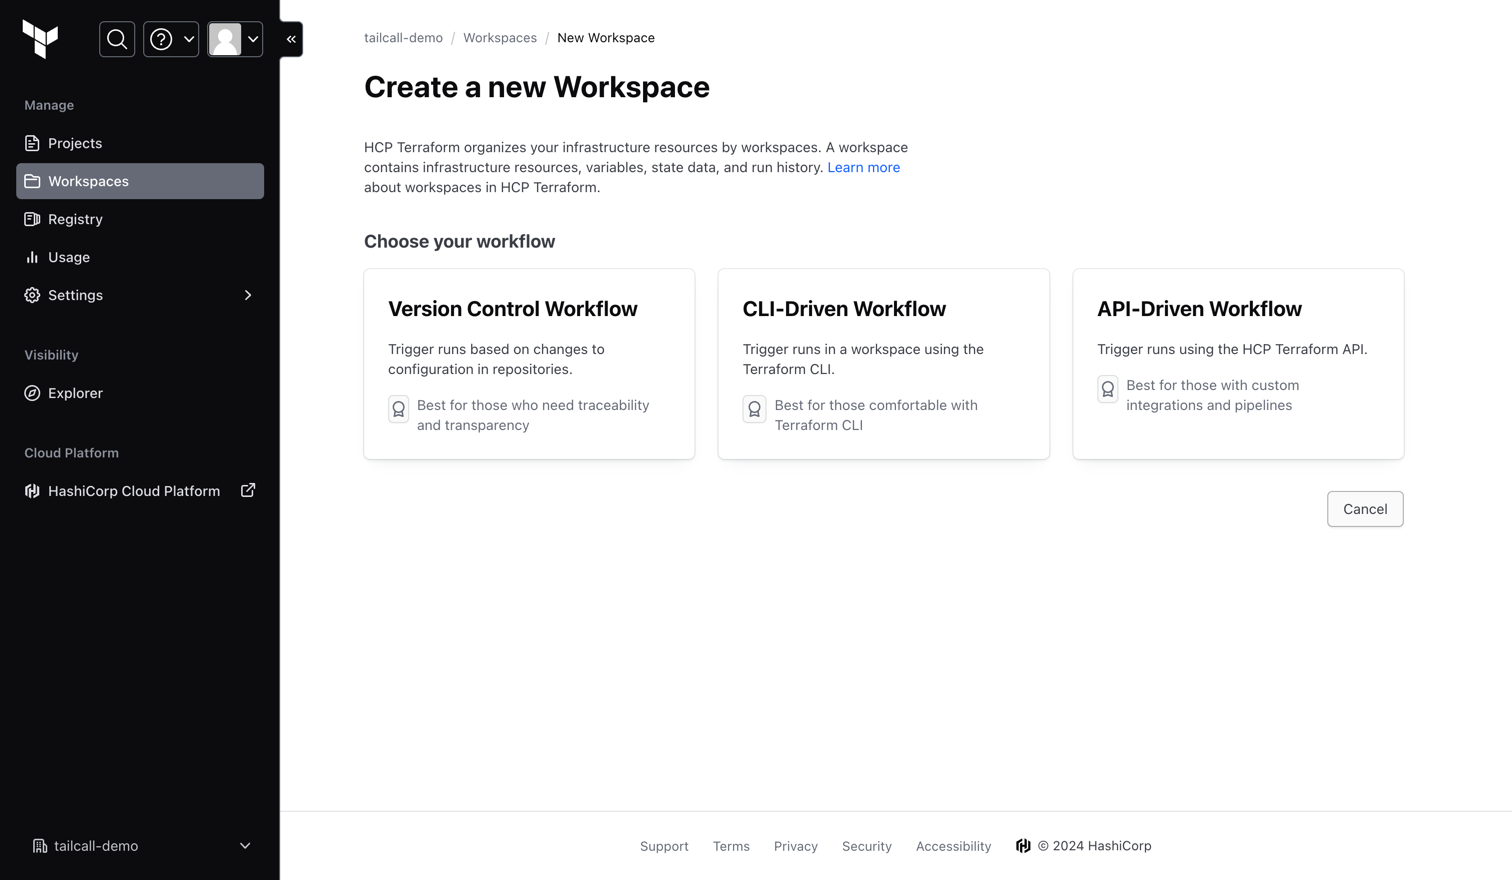 Manage
Projects
Workspaces
Registry
Usage
Settings
Visibility
Explorer
Cloud Platform
HashiCorp Cloud Platform
tailcall-demo
tailcall-demo / Workspaces / New Workspace
Create a new Workspace
HCP Terraform organizes your infrastructure resources by workspaces. A workspace
contains infrastructure resources, variables, state data, and run history. Learn more
about workspaces in HCP Terraform.
Choose your workflow
Version Control Workflow
Trigger runs based on changes to
configuration in repositories.
Best for those who need traceability
and transparency
CLI-Driven Workflow
Trigger runs in a workspace using the
Terraform CLI.
Best for those comfortable with
Terraform CLI
API-Driven Workflow
Trigger runs using the HCP Terraform API.
Best for those with custom
integrations and pipelines
Cancel
Support Terms Privacy Security Accessibility © 2024 HashiCorp